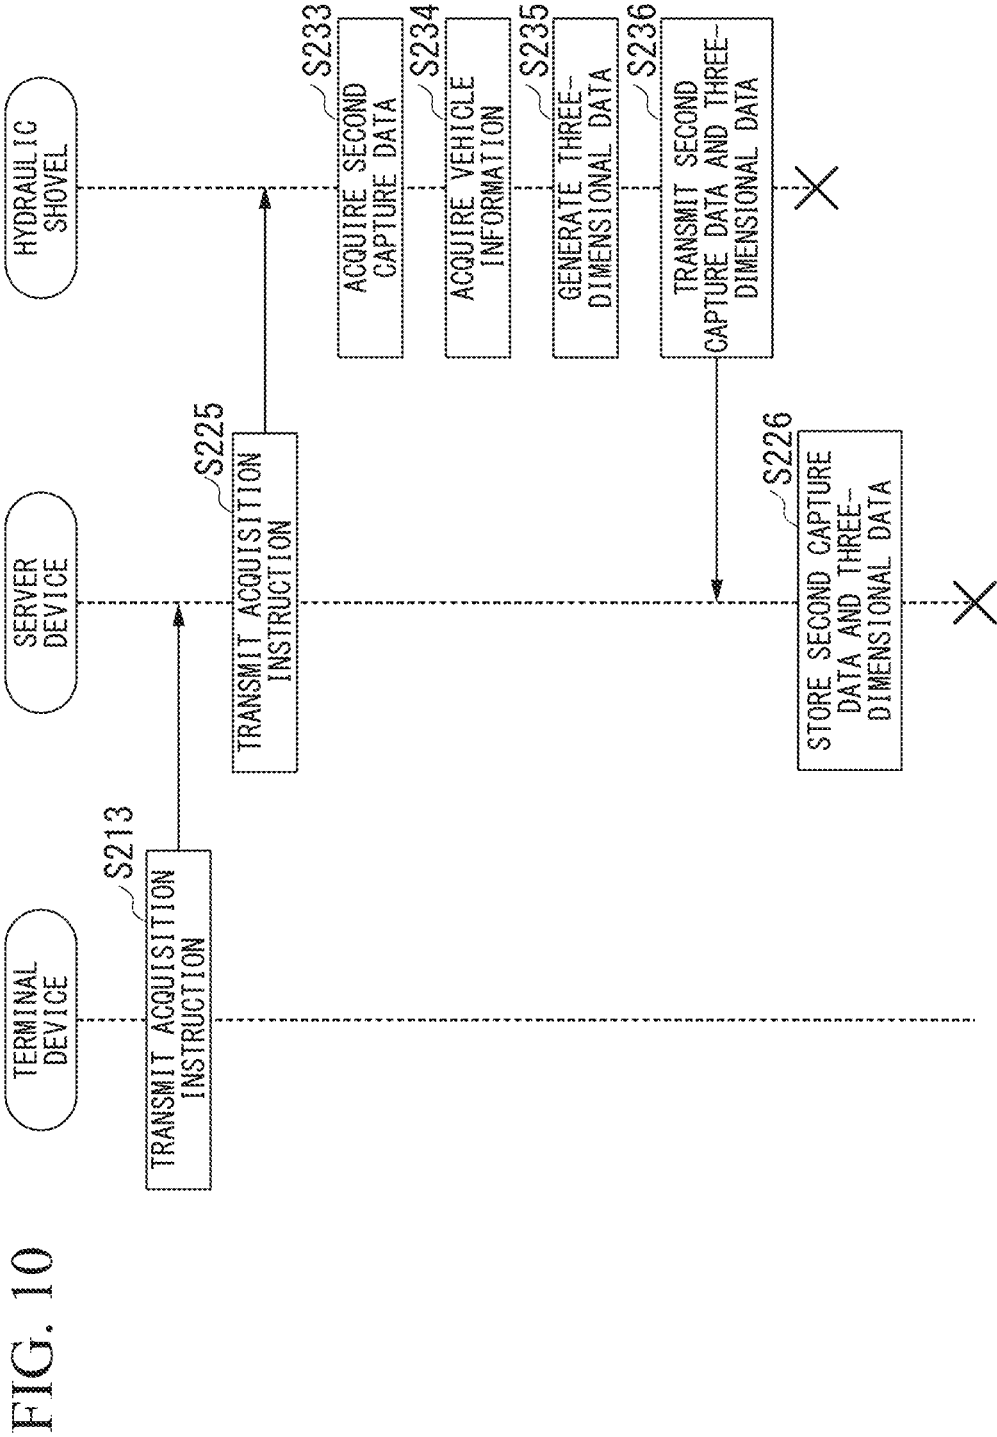 FIG. 10
TERMINAL
DEVICE
SERVER
DEVICE
HYDRAULIC
SHOVEL
S213
TRANSMIT ACQUISITION
INSTRUCTION
S225
TRANSMIT ACQUISITION
INSTRUCTION
S233
ACQUIRE SECOND
CAPTURE DATA
S234
ACQUIRE VEHICLE
INFORMATION
S235
GENERATE THREE-
DIMENSIONAL DATA
S236
TRANSMIT SECOND
CAPTURE DATA AND THREE-
DIMENSIONAL DATA
S226
STORE SECOND CAPTURE
DATA AND THREE-
DIMENSIONAL DATA